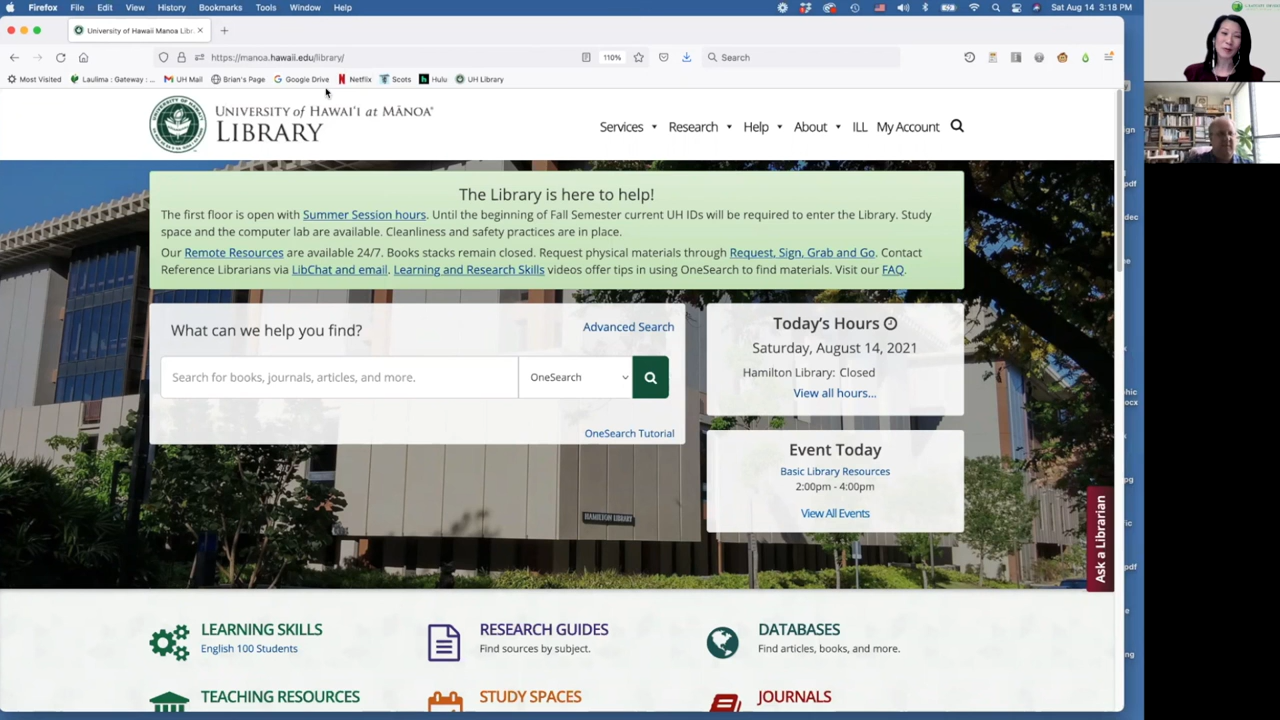 Firefox File Edit View History Bookmarks Tools Window Help Sat Aug 14 3:18 PM
University of Hawaii Manoa Libr
https://manoa.hawaii.edu/library/ 110% Search
Most Visited Laulima : Gateway : ... UH Mail Brian's Page Google Drive Netflix Scots Hulu UH Library
UNIVERSITY OF HAWAIʻI AT MĀNOA
LIBRARY
Services Research Help About ILL My Account
The Library is here to help!
The first floor is open with Summer Session hours. Until the beginning of Fall Semester current UH IDs will be required to enter the Library. Study
space and the computer lab are available. Cleanliness and safety practices are in place.
Our Remote Resources are available 24/7. Books stacks remain closed. Request physical materials through Request, Sign, Grab and Go. Contact
Reference Librarians via LibChat and email. Learning and Research Skills videos offer tips in using OneSearch to find materials. Visit our FAQ.
What can we help you find? Advanced Search
Search for books, journals, articles, and more. OneSearch
OneSearch Tutorial
Today's Hours
Saturday, August 14, 2021
Hamilton Library: Closed
View all hours...
Event Today
Basic Library Resources
2:00pm - 4:00pm
View All Events
HAMILTON LIBRARY
Ask a Librarian
LEARNING SKILLS
English 100 Students
RESEARCH GUIDES
Find sources by subject.
DATABASES
Find articles, books, and more.
TEACHING RESOURCES
STUDY SPACES
JOURNALS